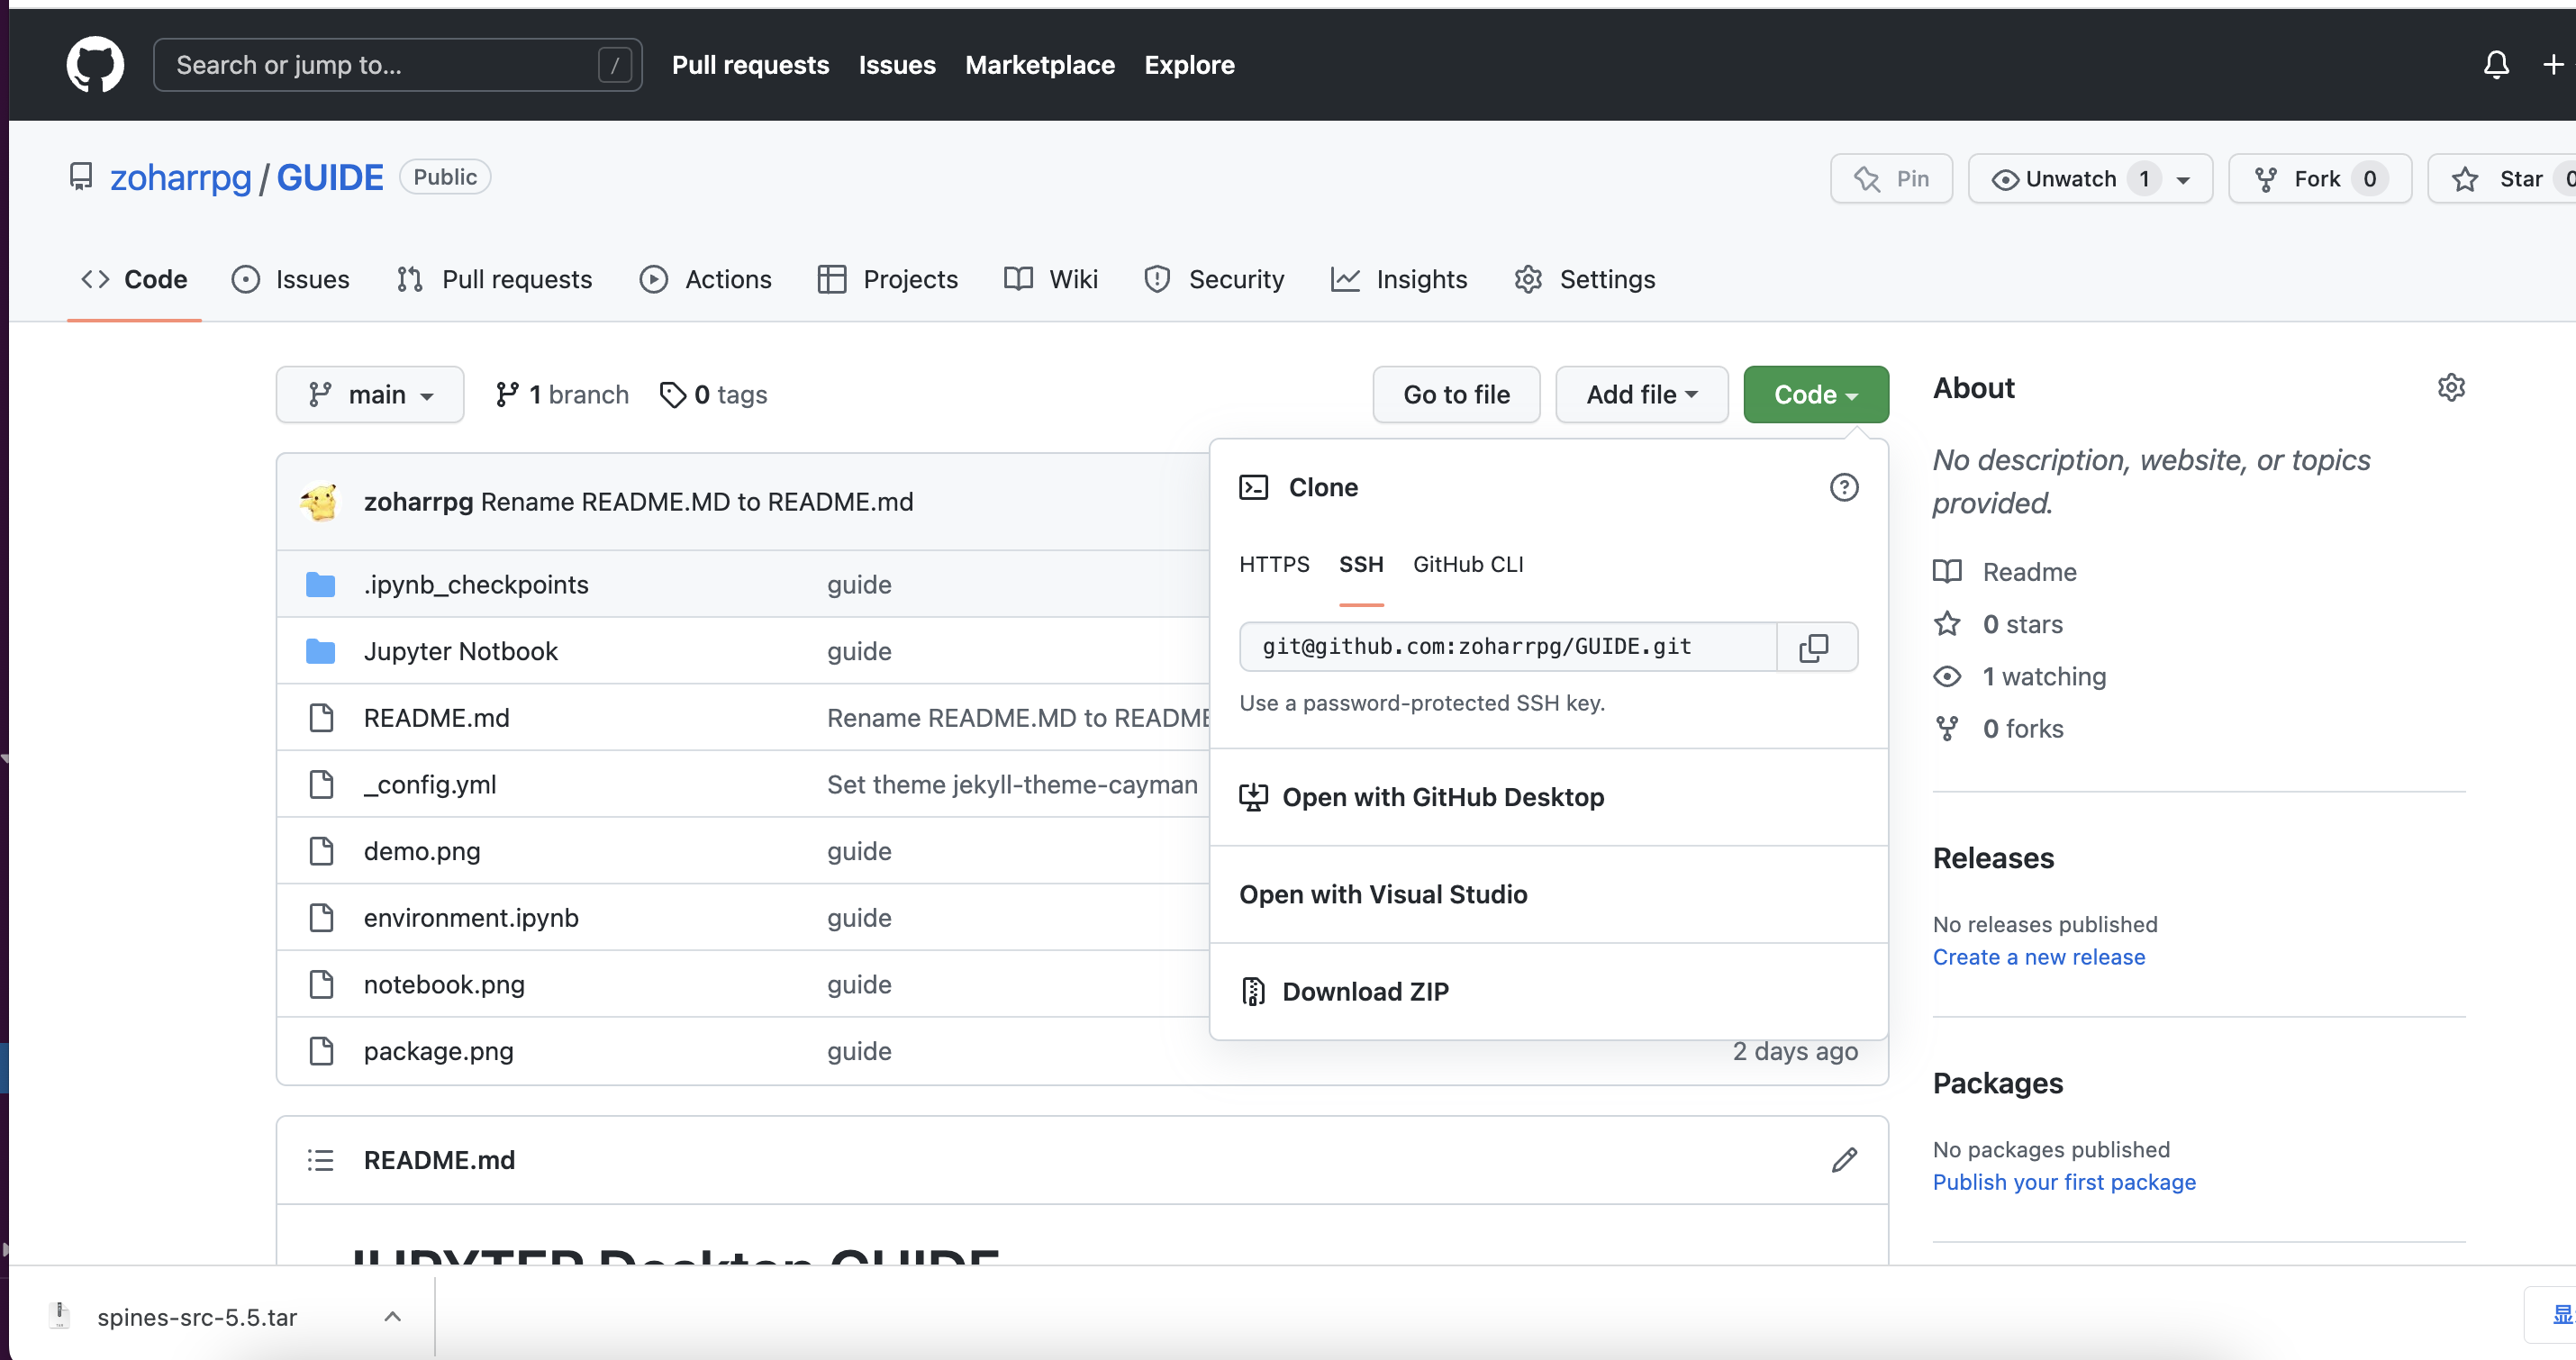 Search or jump to... /
Pull requests Issues Marketplace Explore
zoharrpg / GUIDE Public
Pin Unwatch 1 Fork 0 Star 0
Code Issues Pull requests Actions Projects Wiki Security Insights Settings
main 1 branch 0 tags
Go to file Add file Code
zoharrpg Rename README.MD to README.md
.ipynb_checkpoints guide
Jupyter Notbook guide
README.md Rename README.MD to README
_config.yml Set theme jekyll-theme-cayman
demo.png guide
environment.ipynb guide
notebook.png guide
package.png guide 2 days ago
Clone
HTTPS SSH GitHub CLI
git@github.com:zoharrpg/GUIDE.git
Use a password-protected SSH key.
Open with GitHub Desktop
Open with Visual Studio
Download ZIP
About
No description, website, or topics
provided.
Readme
0 stars
1 watching
0 forks
Releases
No releases published
Create a new release
Packages
No packages published
Publish your first package
README.md
JUPYTER Desktop GUIDE
spines-src-5.5.tar
显